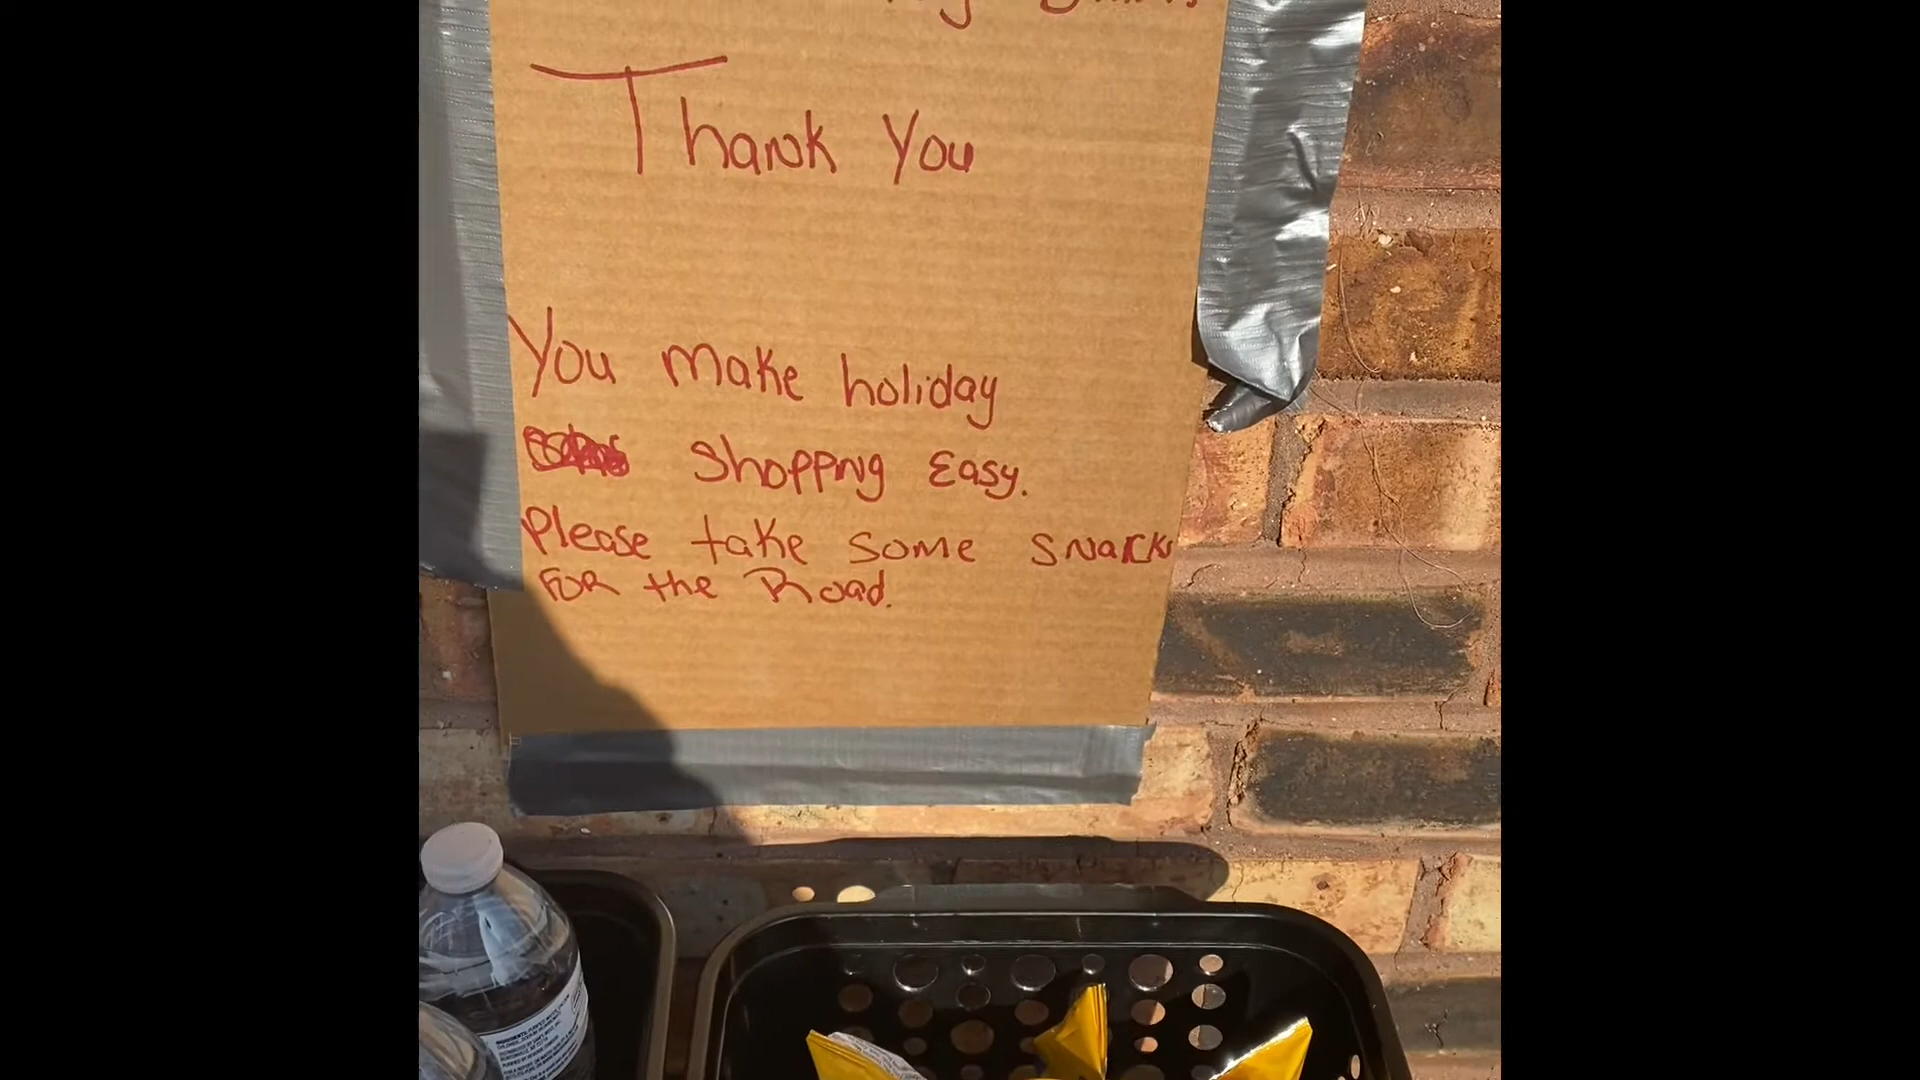 Thank You
You make holiday
shopping Easy.
Please take some snacks
FOR the Road.